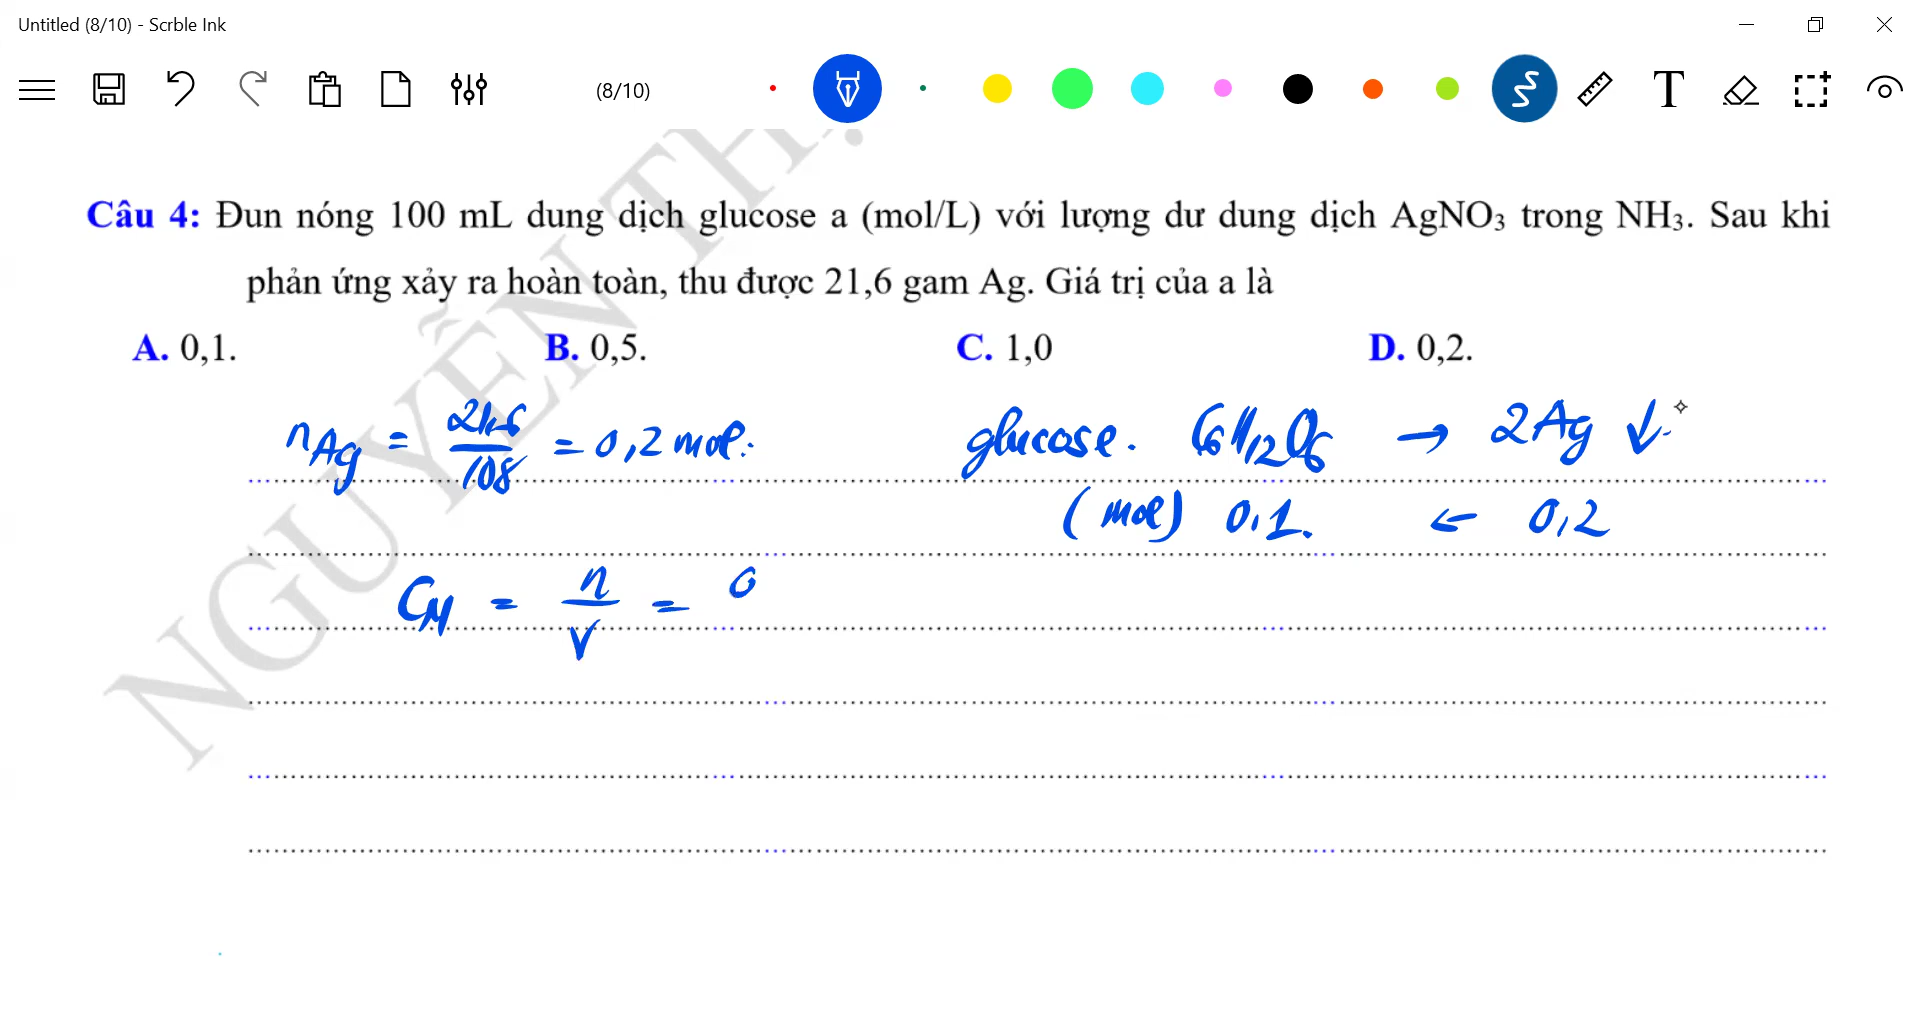 Untitled (8/10) - Scrble Ink
(8/10)
T
NGUYỄN TH
Câu 4: Đun nóng 100 mL dung dịch glucose a (mol/L) với lượng dư dung dịch AgNO₃ trong NH₃. Sau khi
phản ứng xảy ra hoàn toàn, thu được 21,6 gam Ag. Giá trị của a là
A. 0,1. B. 0,5. C. 1,0 D. 0,2.
n_Ag = 21,6/108 = 0,2 mol. glucose. C₆H₁₂O₆ → 2Ag ↓
(mol) 0,1. ← 0,2
C_M = n/V = 0